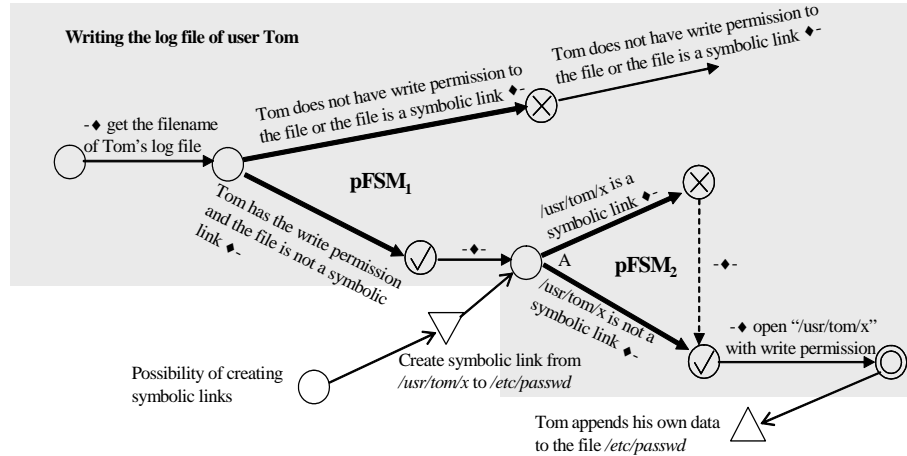 Writing the log file of user Tom
Tom does not have write permission to
the file or the file is a symbolic link ♦-
Tom does not have write permission to
the file or the file is a symbolic link ♦-
-♦ get the filename
of Tom's log file
pFSM1
Tom has the write permission
and the file is not a symbolic
link ♦-
-♦-
/usr/tom/x is a
symbolic link ♦-
A
pFSM2
-♦-
/usr/tom/x is not a
symbolic link ♦-
-♦ open “/usr/tom/x”
with write permission
Possibility of creating
symbolic links
Create symbolic link from
/usr/tom/x to /etc/passwd
Tom appends his own data
to the file /etc/passwd